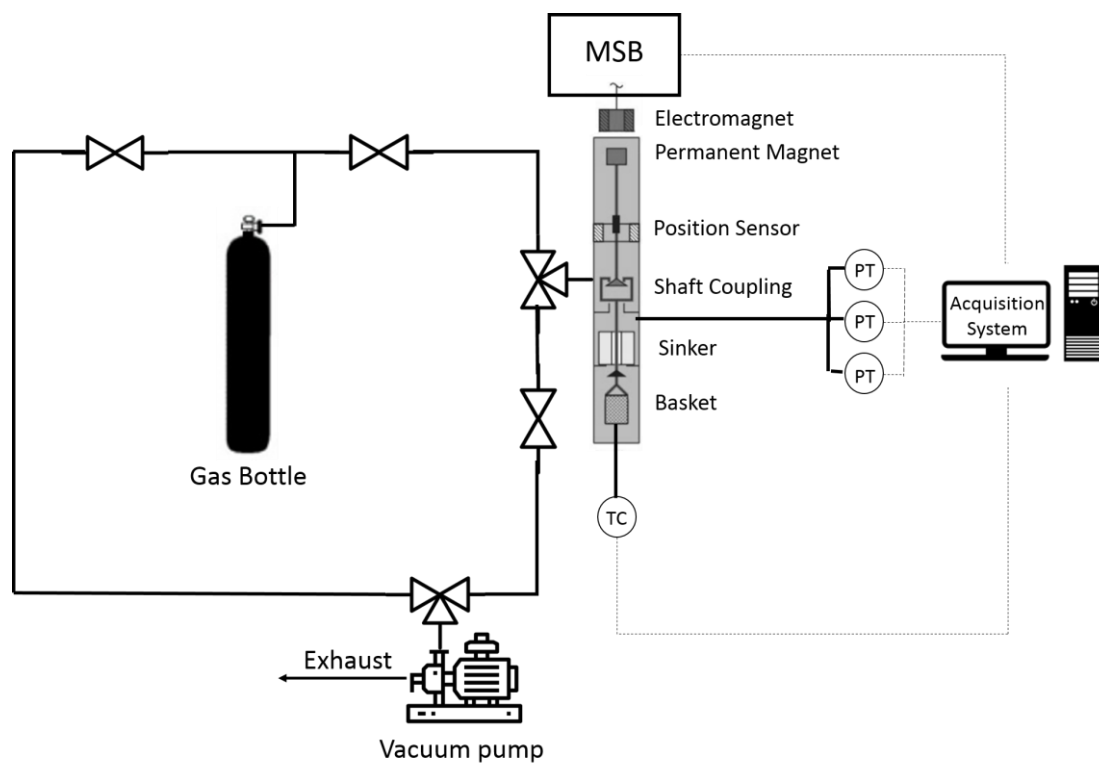 MSB
Electromagnet
Permanent Magnet
Position Sensor
Shaft Coupling
Sinker
Basket
PT
PT
PT
Acquisition
System
Gas Bottle
TC
Exhaust
Vacuum pump